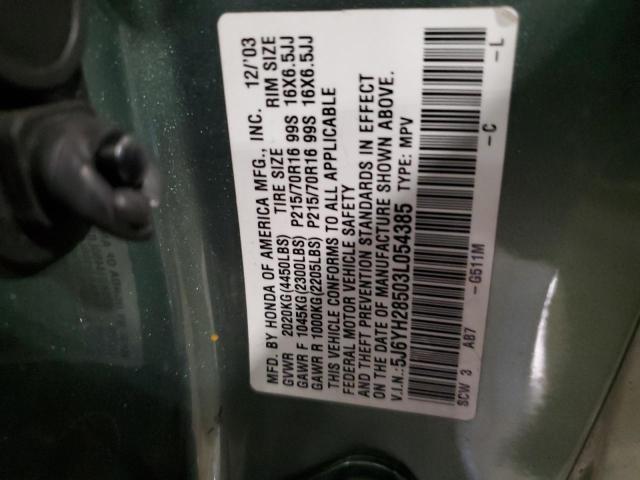 MFD. BY HONDA OF AMERICA MFG., INC. 12/'03
GVWR 2020KG(4450LBS) TIRE SIZE RIM SIZE
GAWR F 1045KG(2300LBS) P215/70R16 99S 16X6.5JJ
GAWR R 1000KG(2205LBS) P215/70R16 99S 16X6.5JJ
THIS VEHICLE CONFORMS TO ALL APPLICABLE
FEDERAL MOTOR VEHICLE SAFETY
AND THEFT PREVENTION STANDARDS IN EFFECT
ON THE DATE OF MANUFACTURE SHOWN ABOVE.
V.I.N.:5J6YH28503L054385 TYPE: MPV
SCW 3 A87 -G511M -C -L